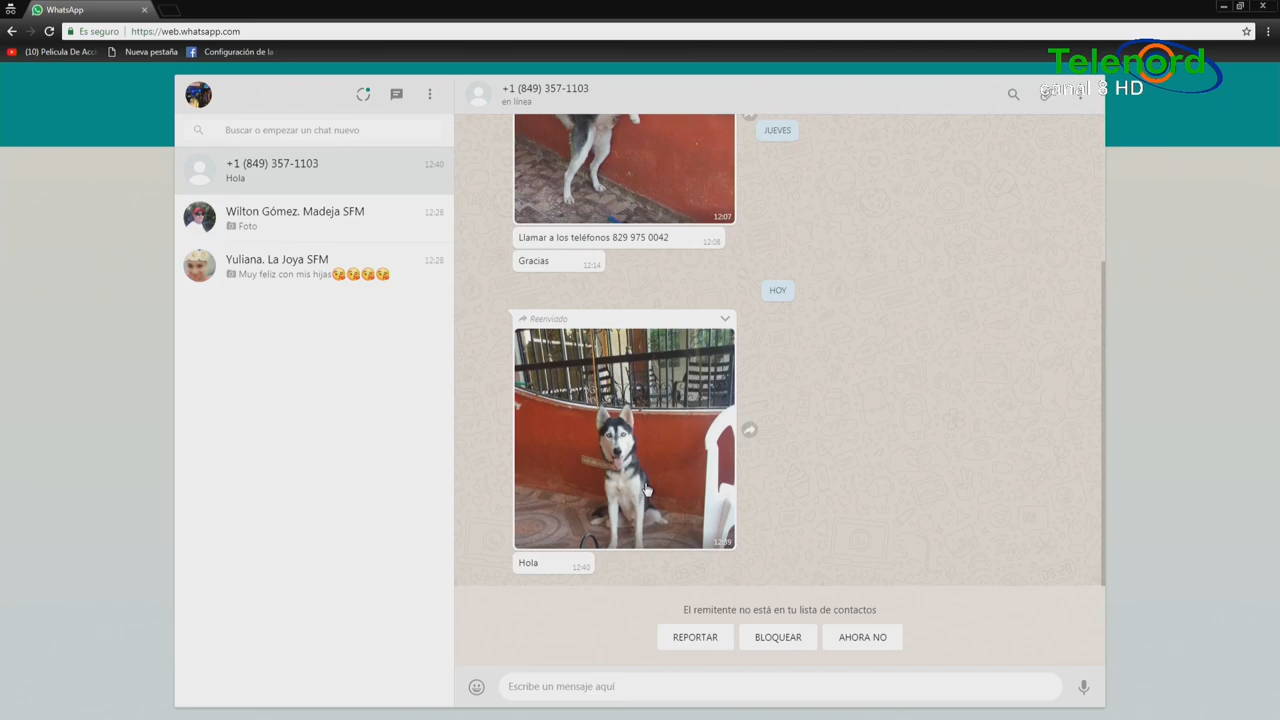 WhatsApp
Es seguro https://web.whatsapp.com
(10) Pelicula De Acc Nueva pestaña Configuración de la
Telenord
canal 8 HD
+1 (849) 357-1103
en línea
Buscar o empezar un chat nuevo
+1 (849) 357-1103 12:40
Hola
Wilton Gómez. Madeja SFM 12:28
Foto
Yuliana. La Joya SFM 12:28
Muy feliz con mis hijas😘😘😘😘
JUEVES
12:07
Llamar a los teléfonos 829 975 0042 12:08
Gracias 12:14
HOY
Reenviado
12:39
Hola 12:40
El remitente no está en tu lista de contactos
REPORTAR BLOQUEAR AHORA NO
Escribe un mensaje aquí